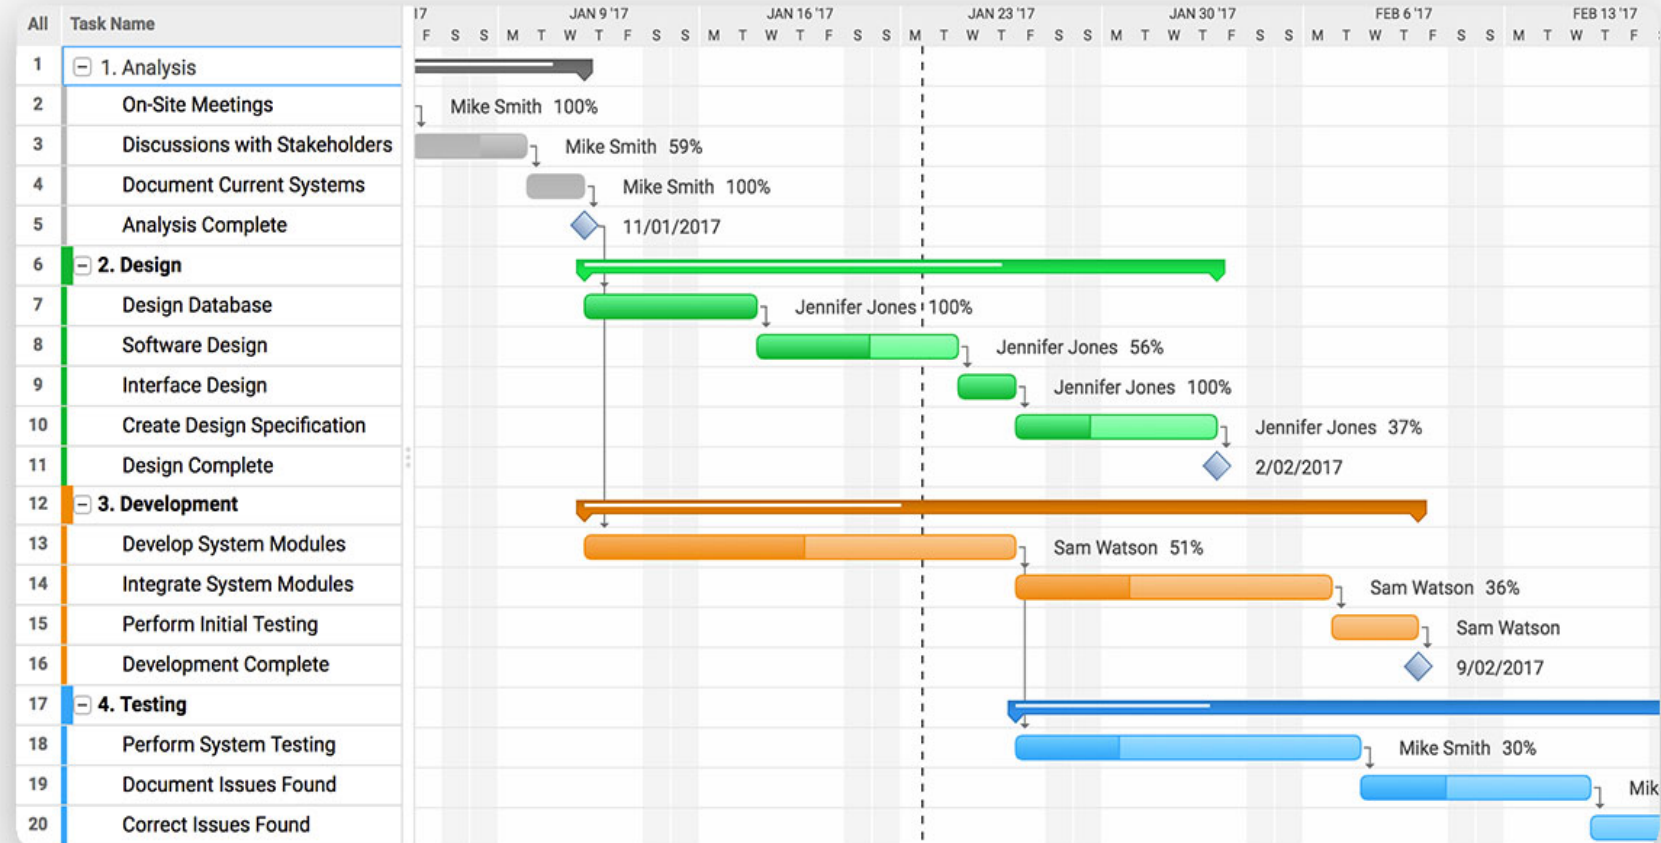 All Task Name 17 JAN 9 '17 JAN 16 '17 JAN 23 '17 JAN 30 '17 FEB 6 '17 FEB 13 '17
F S S M T W T F S S M T W T F S S M T W T F S S M T W T F S S M T W T F S S M T W T F
1 1. Analysis
2 On-Site Meetings Mike Smith 100%
3 Discussions with Stakeholders Mike Smith 59%
4 Document Current Systems Mike Smith 100%
5 Analysis Complete 11/01/2017
6 2. Design
7 Design Database Jennifer Jones 100%
8 Software Design Jennifer Jones 56%
9 Interface Design Jennifer Jones 100%
10 Create Design Specification Jennifer Jones 37%
11 Design Complete 2/02/2017
12 3. Development
13 Develop System Modules Sam Watson 51%
14 Integrate System Modules Sam Watson 36%
15 Perform Initial Testing Sam Watson
16 Development Complete 9/02/2017
17 4. Testing
18 Perform System Testing Mike Smith 30%
19 Document Issues Found Mik
20 Correct Issues Found